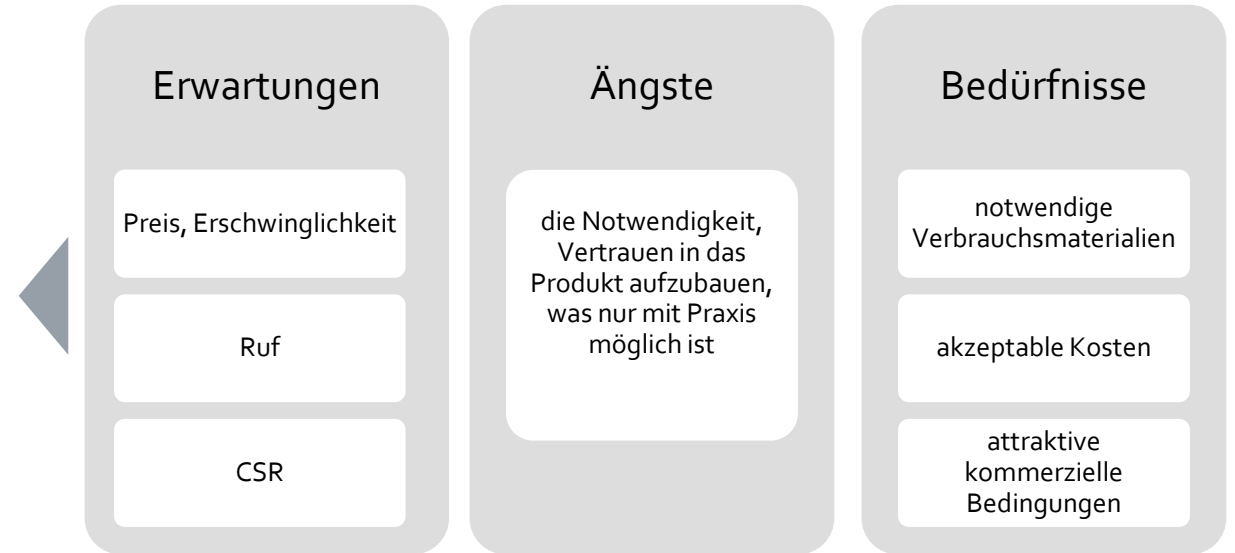 Erwartungen
Preis, Erschwinglichkeit
Ruf
CSR
Ängste
die Notwendigkeit,
Vertrauen in das
Produkt aufzubauen,
was nur mit Praxis
möglich ist
Bedürfnisse
notwendige
Verbrauchsmaterialien
akzeptable Kosten
attraktive
kommerzielle
Bedingungen